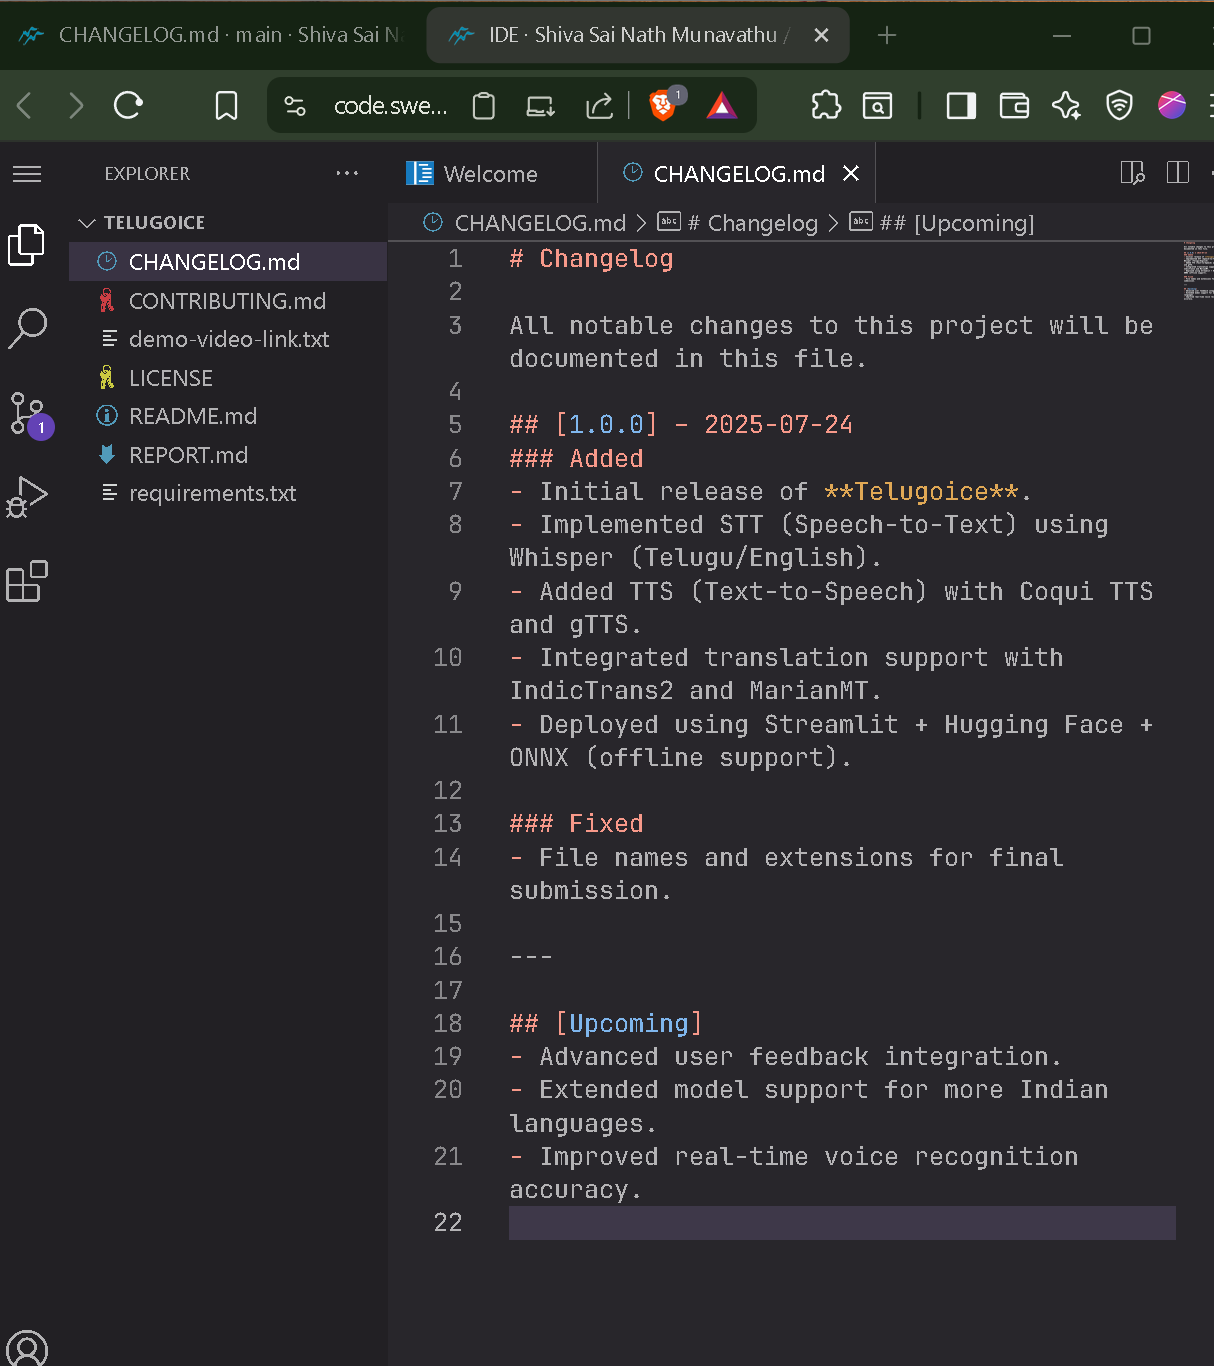 CHANGELOG.md · main · Shiva Sai N
IDE · Shiva Sai Nath Munavathu /
code.swe...
1
EXPLORER
Welcome
CHANGELOG.md
TELUGOICE
CHANGELOG.md
CONTRIBUTING.md
demo-video-link.txt
LICENSE
README.md
REPORT.md
requirements.txt
1
CHANGELOG.md > # Changelog > ## [Upcoming]
1 # Changelog
2
3 All notable changes to this project will be
documented in this file.
4
5 ## [1.0.0] - 2025-07-24
6 ### Added
7 - Initial release of **Telugoice**.
8 - Implemented STT (Speech-to-Text) using
Whisper (Telugu/English).
9 - Added TTS (Text-to-Speech) with Coqui TTS
and gTTS.
10 - Integrated translation support with
IndicTrans2 and MarianMT.
11 - Deployed using Streamlit + Hugging Face +
ONNX (offline support).
12
13 ### Fixed
14 - File names and extensions for final
submission.
15
16 ---
17
18 ## [Upcoming]
19 - Advanced user feedback integration.
20 - Extended model support for more Indian
languages.
21 - Improved real-time voice recognition
accuracy.
22